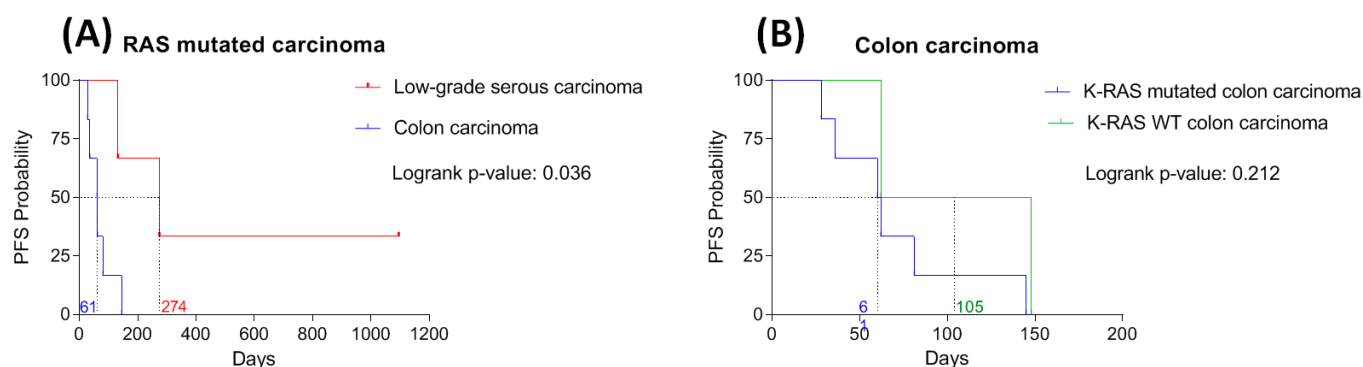 (A) RAS mutated carcinoma
100
75
50
25
0
PFS Probability
Low-grade serous carcinoma
Colon carcinoma
Logrank p-value: 0.036
61
274
0
200
400
600
800
1000
1200
Days
(B) Colon carcinoma
100
75
50
25
0
PFS Probability
K-RAS mutated colon carcinoma
K-RAS WT colon carcinoma
Logrank p-value: 0.212
6
1
105
0
50
100
150
200
Days